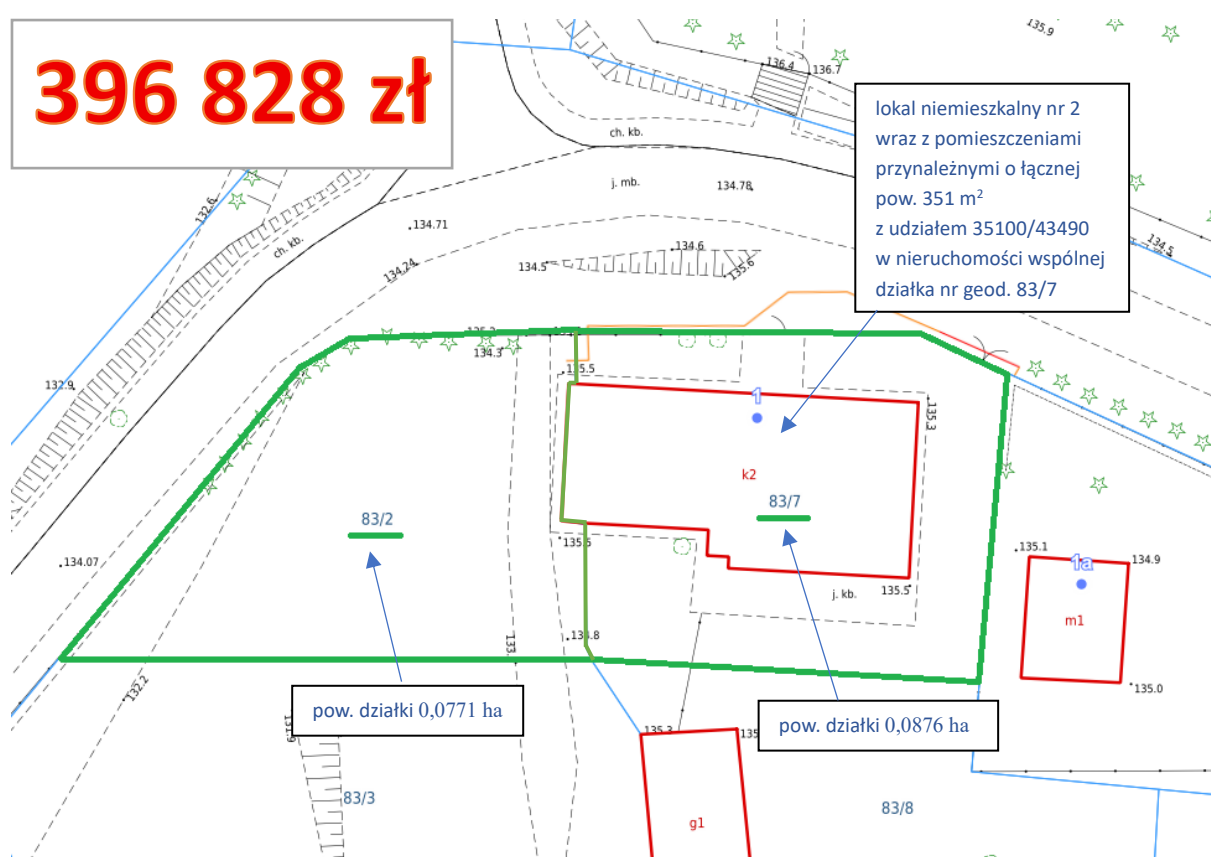 396 828 zł
135.9
136.4
136.7
lokal niemieszkalny nr 2
wraz z pomieszczeniami
przynależnymi o łącznej
pow. 351 m²
z udziałem 35100/43490
w nieruchomości wspólnej
działka nr geod. 83/7
ch. kb.
j. mb.
134.78
132.6
134.71
ch. kb.
134.6
134.5
134.5
134.24
135.6
134.3
132.9
135.5
1
135.3
k2
83/2
83/7
134.07
135.5
135.1
134.9
1a
j. kb.
135.5
m1
133.
132.2
135.0
pow. działki 0,0771 ha
pow. działki 0,0876 ha
135.3
83/3
83/8
g1